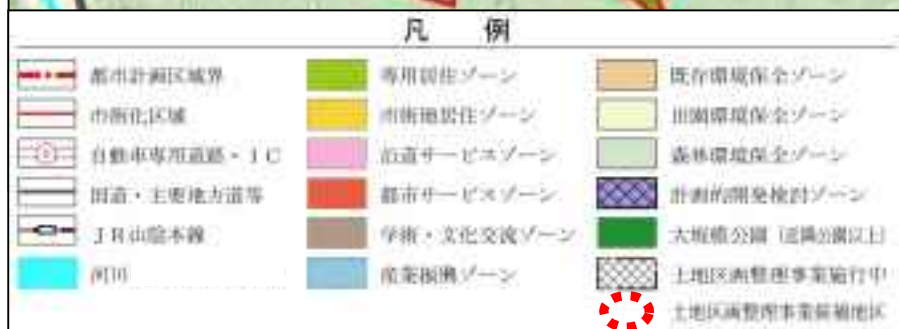 凡 例
都市計画区域界
市街化区域
自動車専用道路・IC
国道・主要地方道等
JR山陰本線
河川
専用居住ゾーン
市街地居住ゾーン
沿道サービスゾーン
都市サービスゾーン
学術・文化交流ゾーン
産業振興ゾーン
既存環境保全ゾーン
田園環境保全ゾーン
森林環境保全ゾーン
計画的開発検討ゾーン
大規模公園（近隣公園以上）
土地区画整理事業施行中
土地区画整理事業候補地区